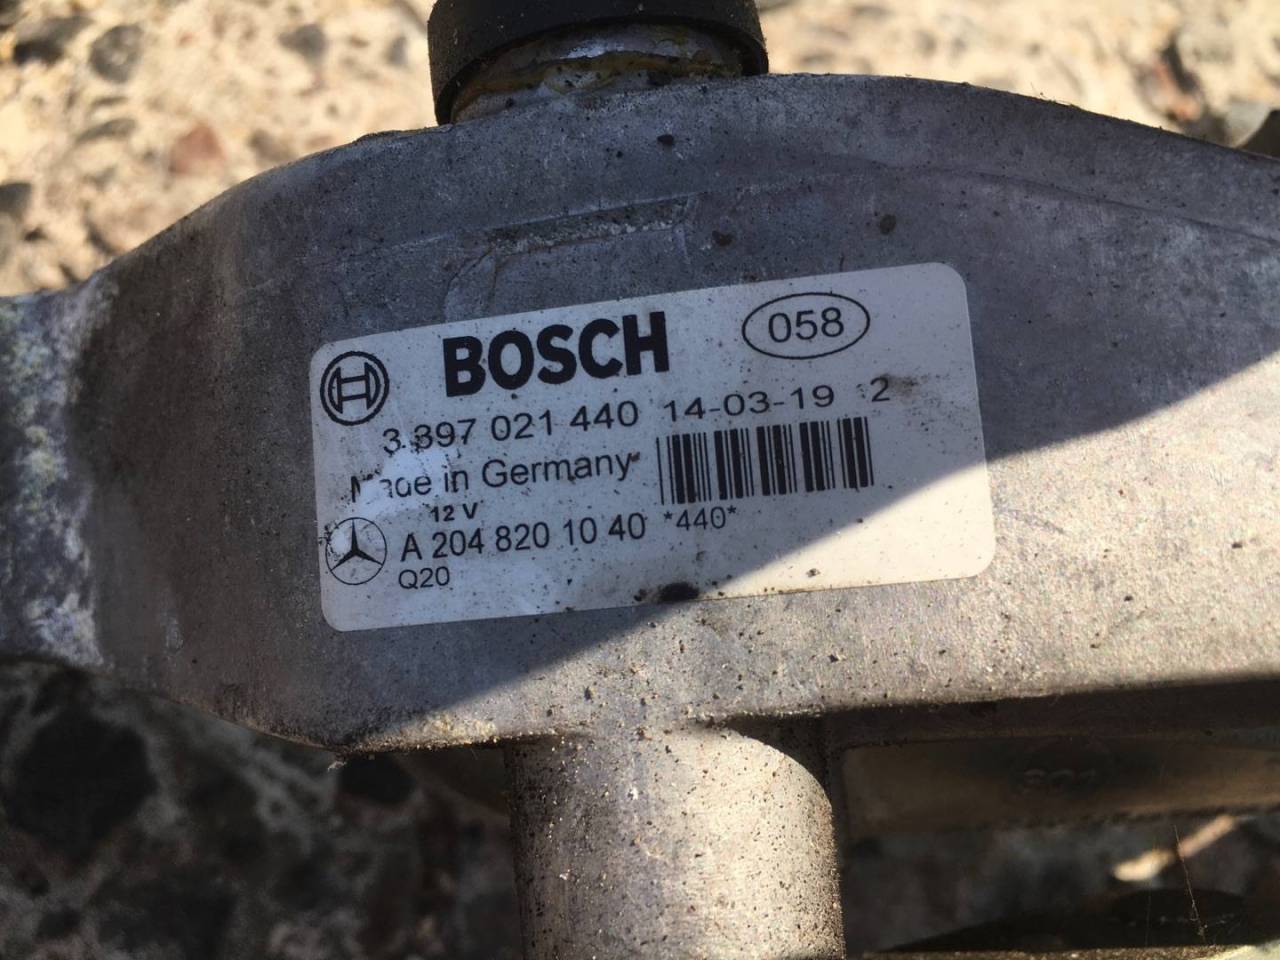 BOSCH 058
3 397 021 440 14-03-19 2
Made in Germany
12 V
A 204 820 10 40 *440*
Q20